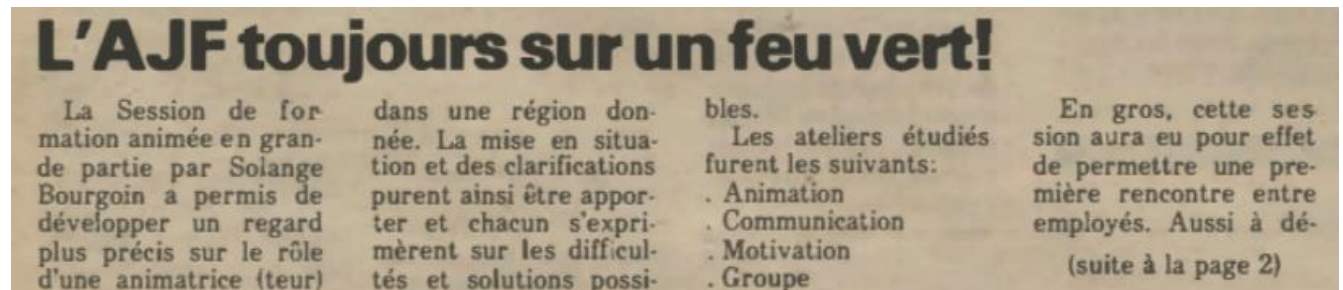 L'AJF toujours sur un feu vert!
La Session de for-
mation animée en gran-
de partie par Solange
Bourgoin a permis de
développer un regard
plus précis sur le rôle
d'une animatrice (teur)
dans une région don-
née. La mise en situa-
tion et des clarifications
purent ainsi être appor-
ter et chacun s'expri-
mèrent sur les difficul-
tés et solutions possi-
bles.
Les ateliers étudiés
furent les suivants:
. Animation
. Communication
. Motivation
. Groupe
En gros, cette ses-
sion aura eu pour effet
de permettre une pre-
mière rencontre entre
employés. Aussi à dé-
(suite à la page 2)